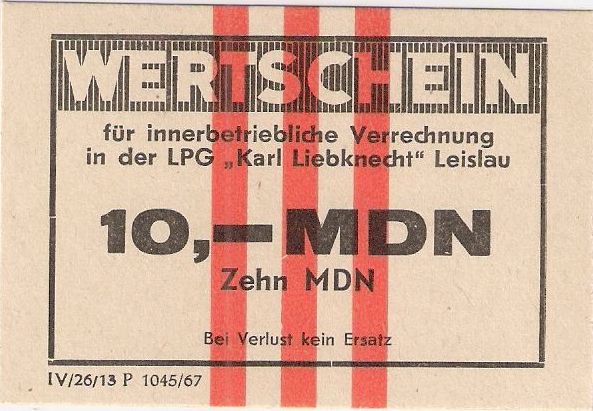 WERTSCHEIN
für innerbetriebliche Verrechnung
in der LPG „Karl Liebknecht“ Leislau
10,— MDN
Zehn MDN
Bei Verlust kein Ersatz
IV/26/13 P 1045/67